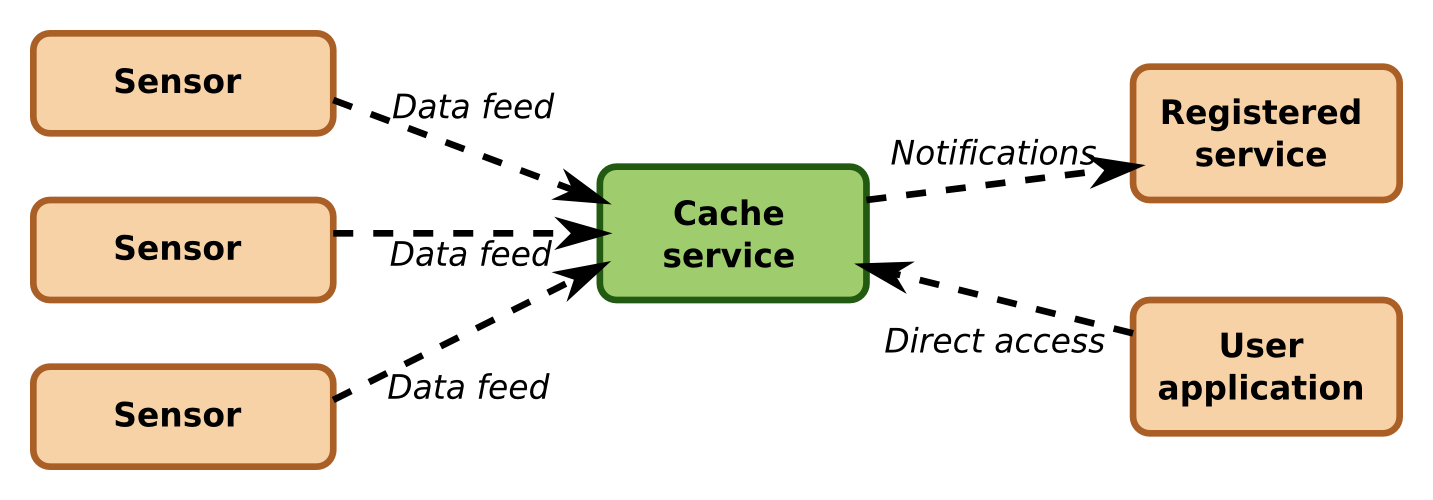 Sensor
Data feed
Sensor
Data feed
Sensor
Data feed
Cache
service
Notifications
Registered
service
Direct access
User
application